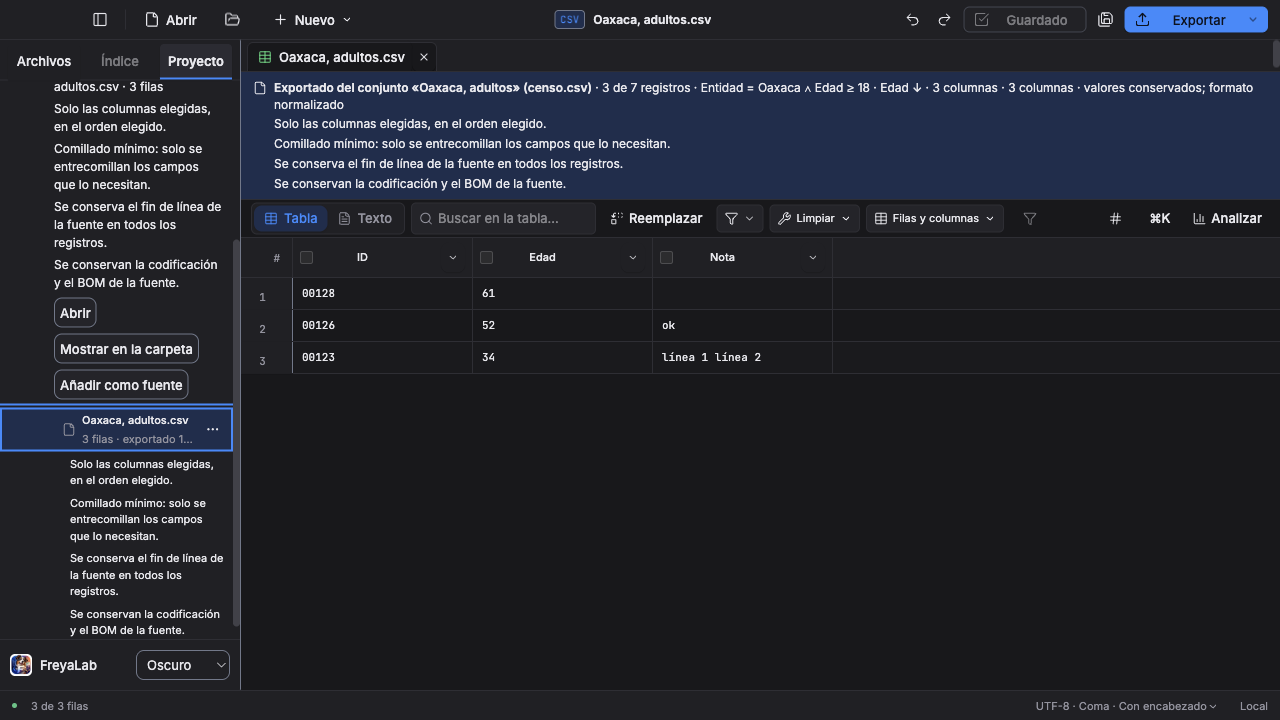 Abrir
Nuevo
CSV
Oaxaca, adultos.csv
Guardado
Exportar
Archivos
Índice
Proyecto
Oaxaca, adultos.csv
adultos.csv · 3 filas
Solo las columnas elegidas,
en el orden elegido.
Comillado mínimo: solo se
entrecomillan los campos
que lo necesitan.
Se conserva el fin de línea de
la fuente en todos los
registros.
Se conservan la codificación
y el BOM de la fuente.
Abrir
Mostrar en la carpeta
Añadir como fuente
Oaxaca, adultos.csv
3 filas · exportado 1...
Solo las columnas elegidas,
en el orden elegido.
Comillado mínimo: solo se
entrecomillan los campos
que lo necesitan.
Se conserva el fin de línea de
la fuente en todos los
registros.
Se conservan la codificación
y el BOM de la fuente.
FreyaLab
Oscuro
Exportado del conjunto «Oaxaca, adultos» (censo.csv) · 3 de 7 registros · Entidad = Oaxaca ∧ Edad ≥ 18 · Edad ↓ · 3 columnas · 3 columnas · valores conservados; formato
normalizado
Solo las columnas elegidas, en el orden elegido.
Comillado mínimo: solo se entrecomillan los campos que lo necesitan.
Se conserva el fin de línea de la fuente en todos los registros.
Se conservan la codificación y el BOM de la fuente.
Tabla
Texto
Buscar en la tabla...
Reemplazar
Limpiar
Filas y columnas
#
⌘K
Analizar
# ID Edad Nota
1 00128 61
2 00126 52 ok
3 00123 34 línea 1 línea 2
3 de 3 filas
UTF-8 · Coma · Con encabezado
Local